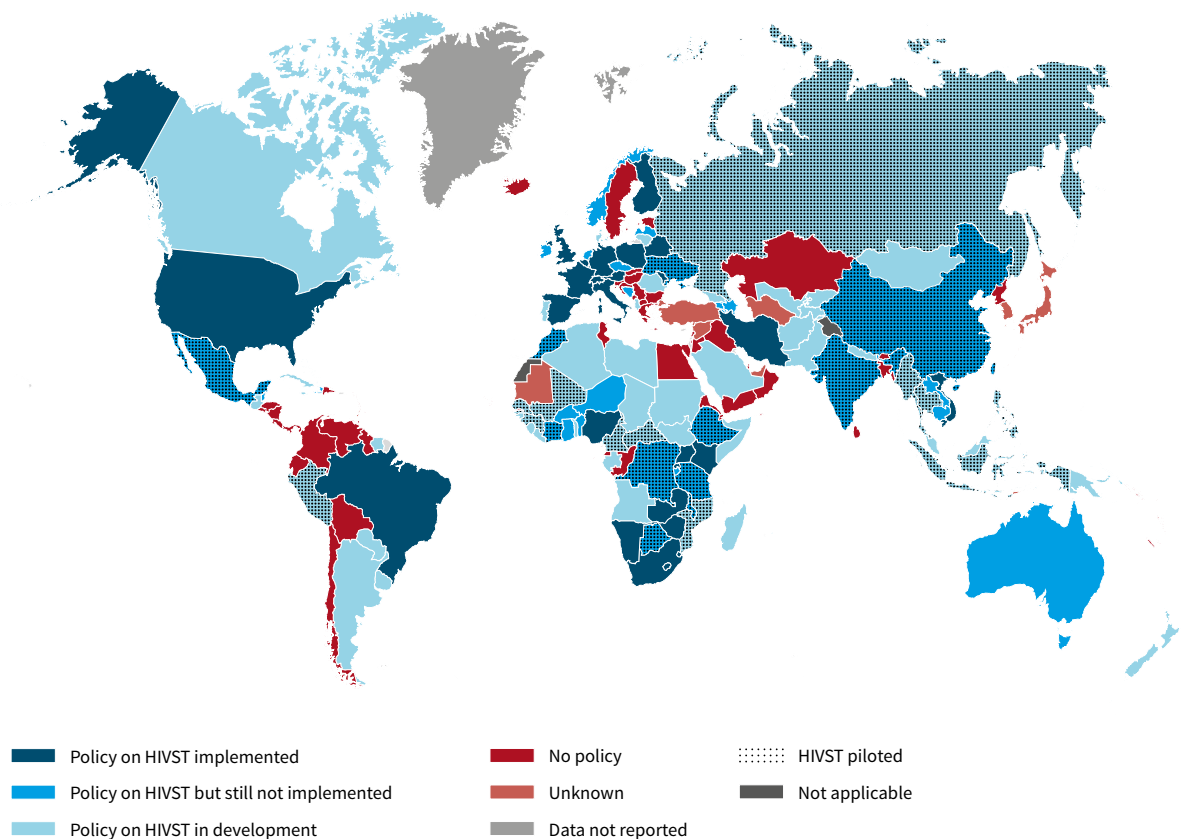 Policy on HIVST implemented
Policy on HIVST but still not implemented
Policy on HIVST in development
No policy
Unknown
Data not reported
HIVST piloted
Not applicable